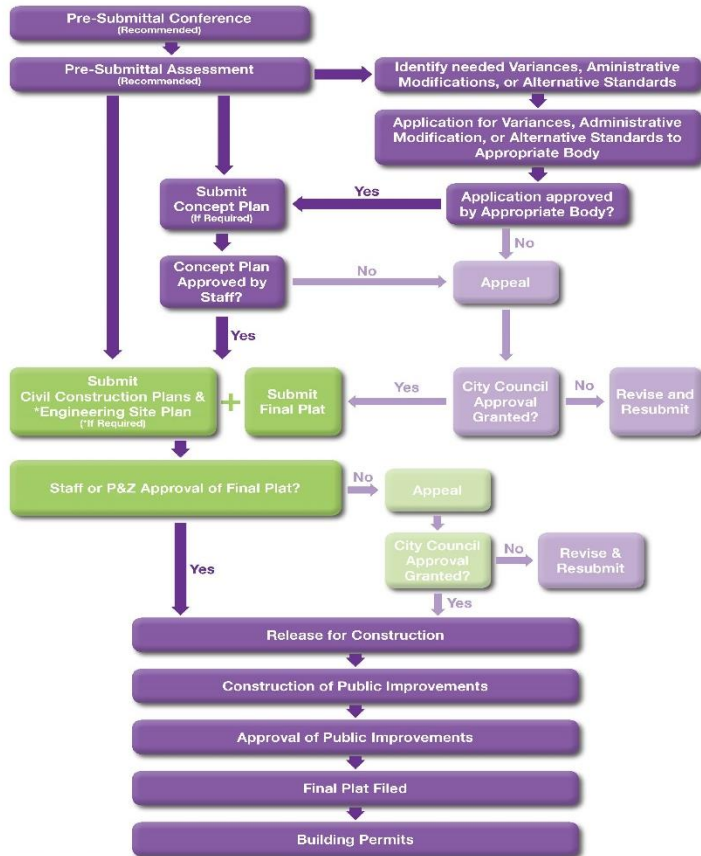 Pre-Submittal Conference
(Recommended)
Pre-Submittal Assessment
(Recommended)
Identify needed Variances, Aministrative
Modifications, or Alternative Standards
Application for Variances, Administrative
Modification, or Alternative Standards to
Appropriate Body
Submit
Concept Plan
(If Required)
Yes
Application approved
by Appropriate Body?
No
Concept Plan
Approved by
Staff?
No
Appeal
Yes
Submit
Civil Construction Plans &
*Engineering Site Plan
(*If Required)
+
Submit
Final Plat
Yes
City Council
Approval
Granted?
No
Revise and
Resubmit
Staff or P&Z Approval of Final Plat?
No
Appeal
Yes
City Council
Approval
Granted?
No
Revise &
Resubmit
Yes
Release for Construction
Construction of Public Improvements
Approval of Public Improvements
Final Plat Filed
Building Permits